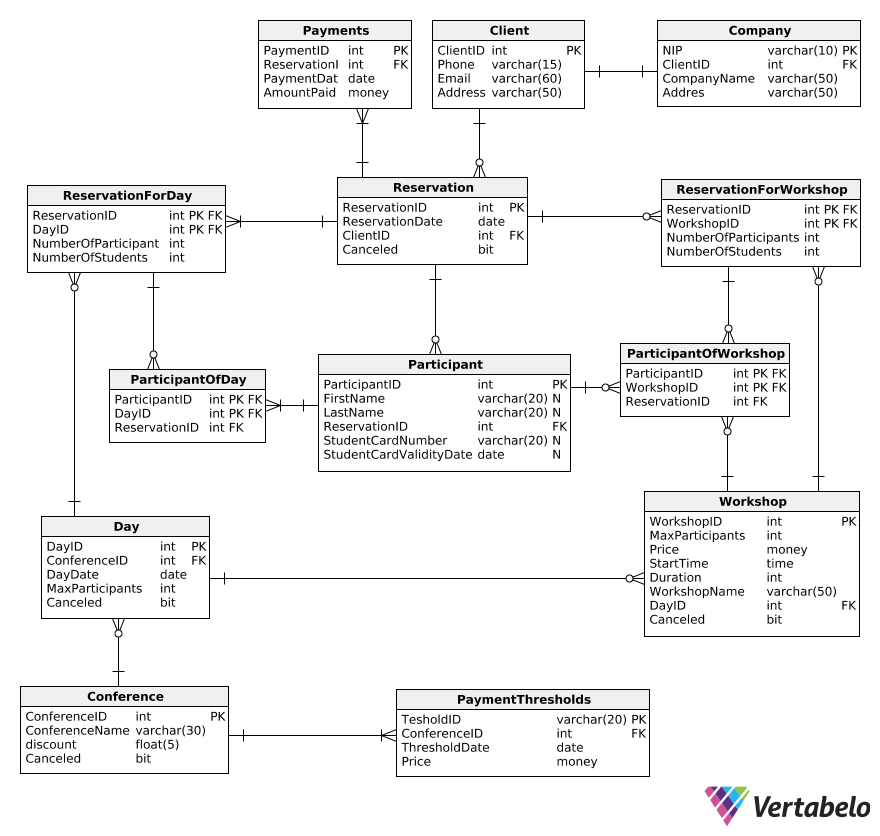 Payments
PaymentID int PK
ReservationI int FK
PaymentDat date
AmountPaid money
Client
ClientID int PK
Phone varchar(15)
Email varchar(60)
Address varchar(50)
Company
NIP varchar(10) PK
ClientID int FK
CompanyName varchar(50)
Addres varchar(50)
ReservationForDay
ReservationID int PK FK
DayID int PK FK
NumberOfParticipant int
NumberOfStudents int
Reservation
ReservationID int PK
ReservationDate date
ClientID int FK
Canceled bit
ReservationForWorkshop
ReservationID int PK FK
WorkshopID int PK FK
NumberOfParticipants int
NumberOfStudents int
ParticipantOfDay
ParticipantID int PK FK
DayID int PK FK
ReservationID int FK
Participant
ParticipantID int PK
FirstName varchar(20) N
LastName varchar(20) N
ReservationID int FK
StudentCardNumber varchar(20) N
StudentCardValidityDate date N
ParticipantOfWorkshop
ParticipantID int PK FK
WorkshopID int PK FK
ReservationID int FK
Day
DayID int PK
ConferenceID int FK
DayDate date
MaxParticipants int
Canceled bit
Workshop
WorkshopID int PK
MaxParticipants int
Price money
StartTime time
Duration int
WorkshopName varchar(50)
DayID int FK
Canceled bit
Conference
ConferenceID int PK
ConferenceName varchar(30)
discount float(5)
Canceled bit
PaymentThresholds
TesholdID varchar(20) PK
ConferenceID int FK
ThresholdDate date
Price money
Vertabelo